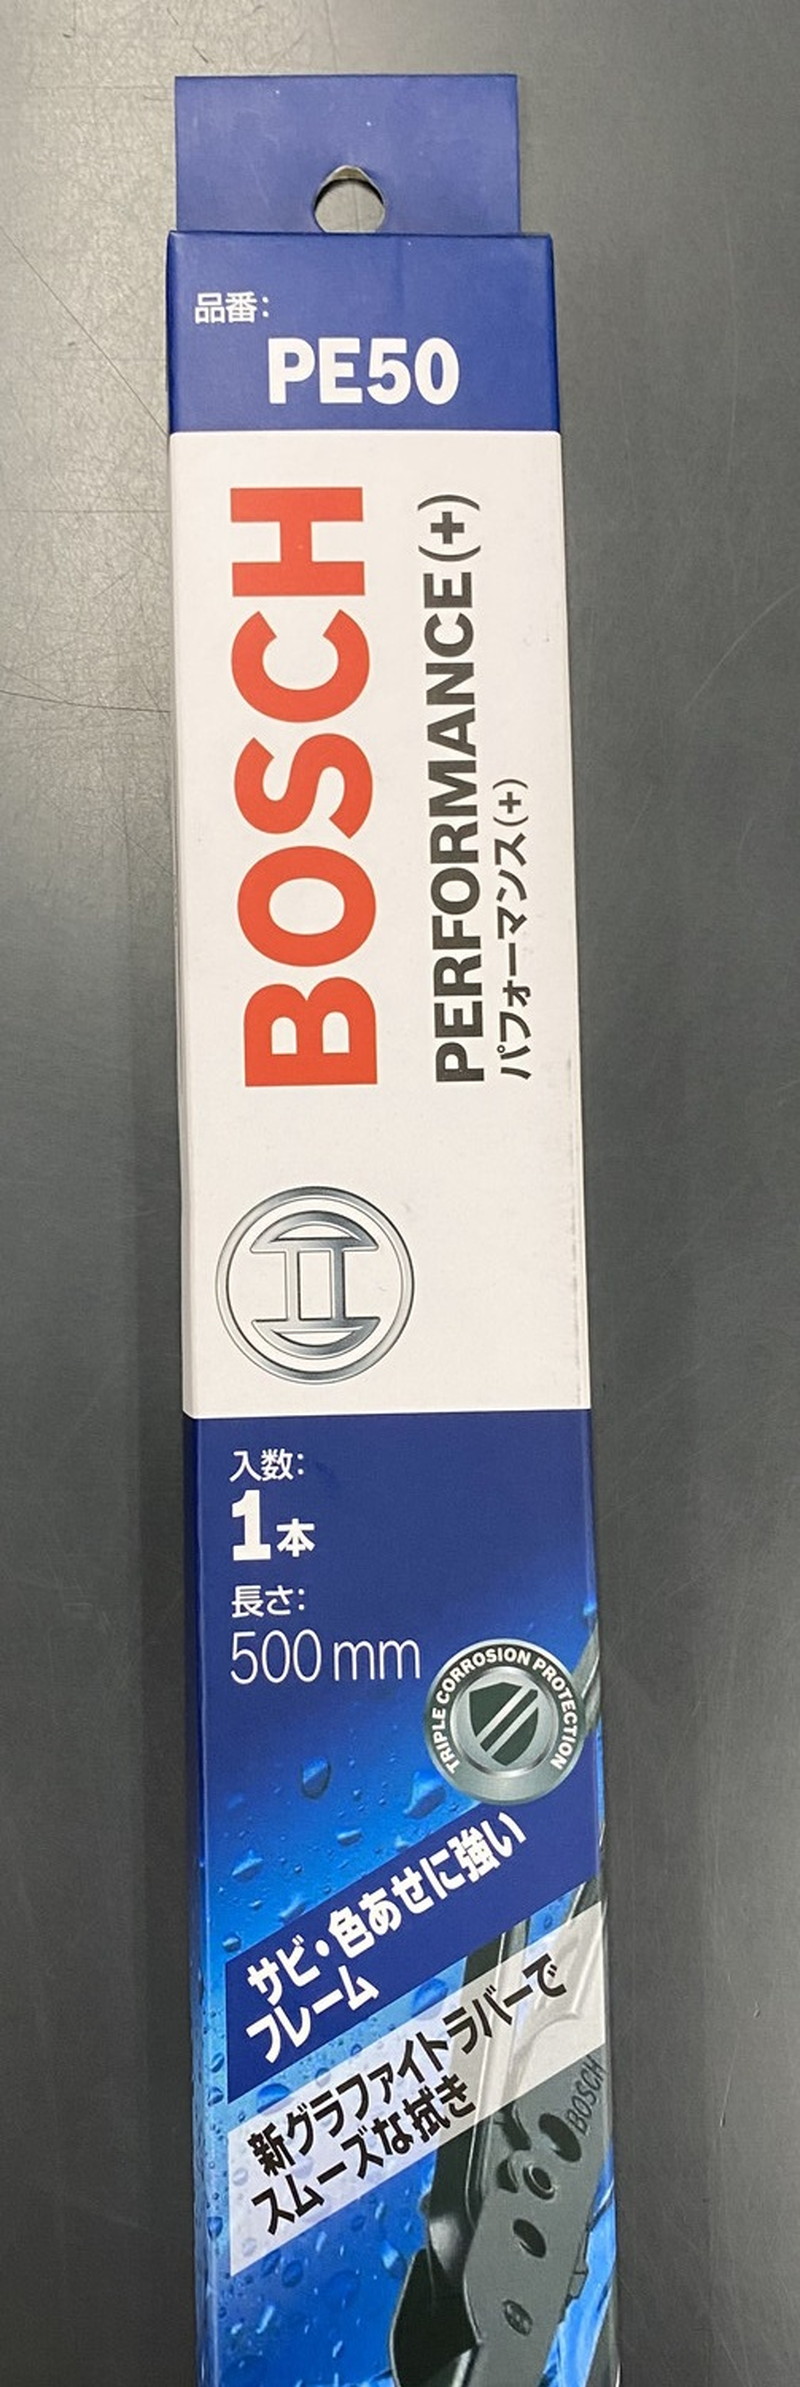 品番:
PE50
BOSCH
PERFORMANCE(+)
パフォーマンス(+)
入数:
1本
長さ:
500mm
TRIPLE CORROSION PROTECTION
サビ・色あせに強い
フレーム
新グラファイトラバーで
スムーズな拭き
BOSCH